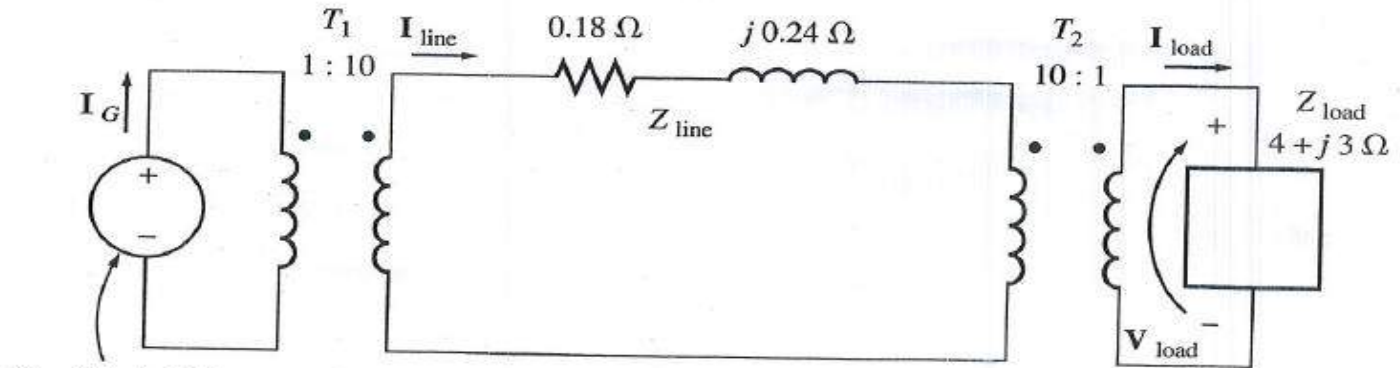 T₁
1 : 10
I line
0.18 Ω
j 0.24 Ω
Z line
T₂
10 : 1
I load
Z load
4 + j 3 Ω
I G
+
−
+
−
V load